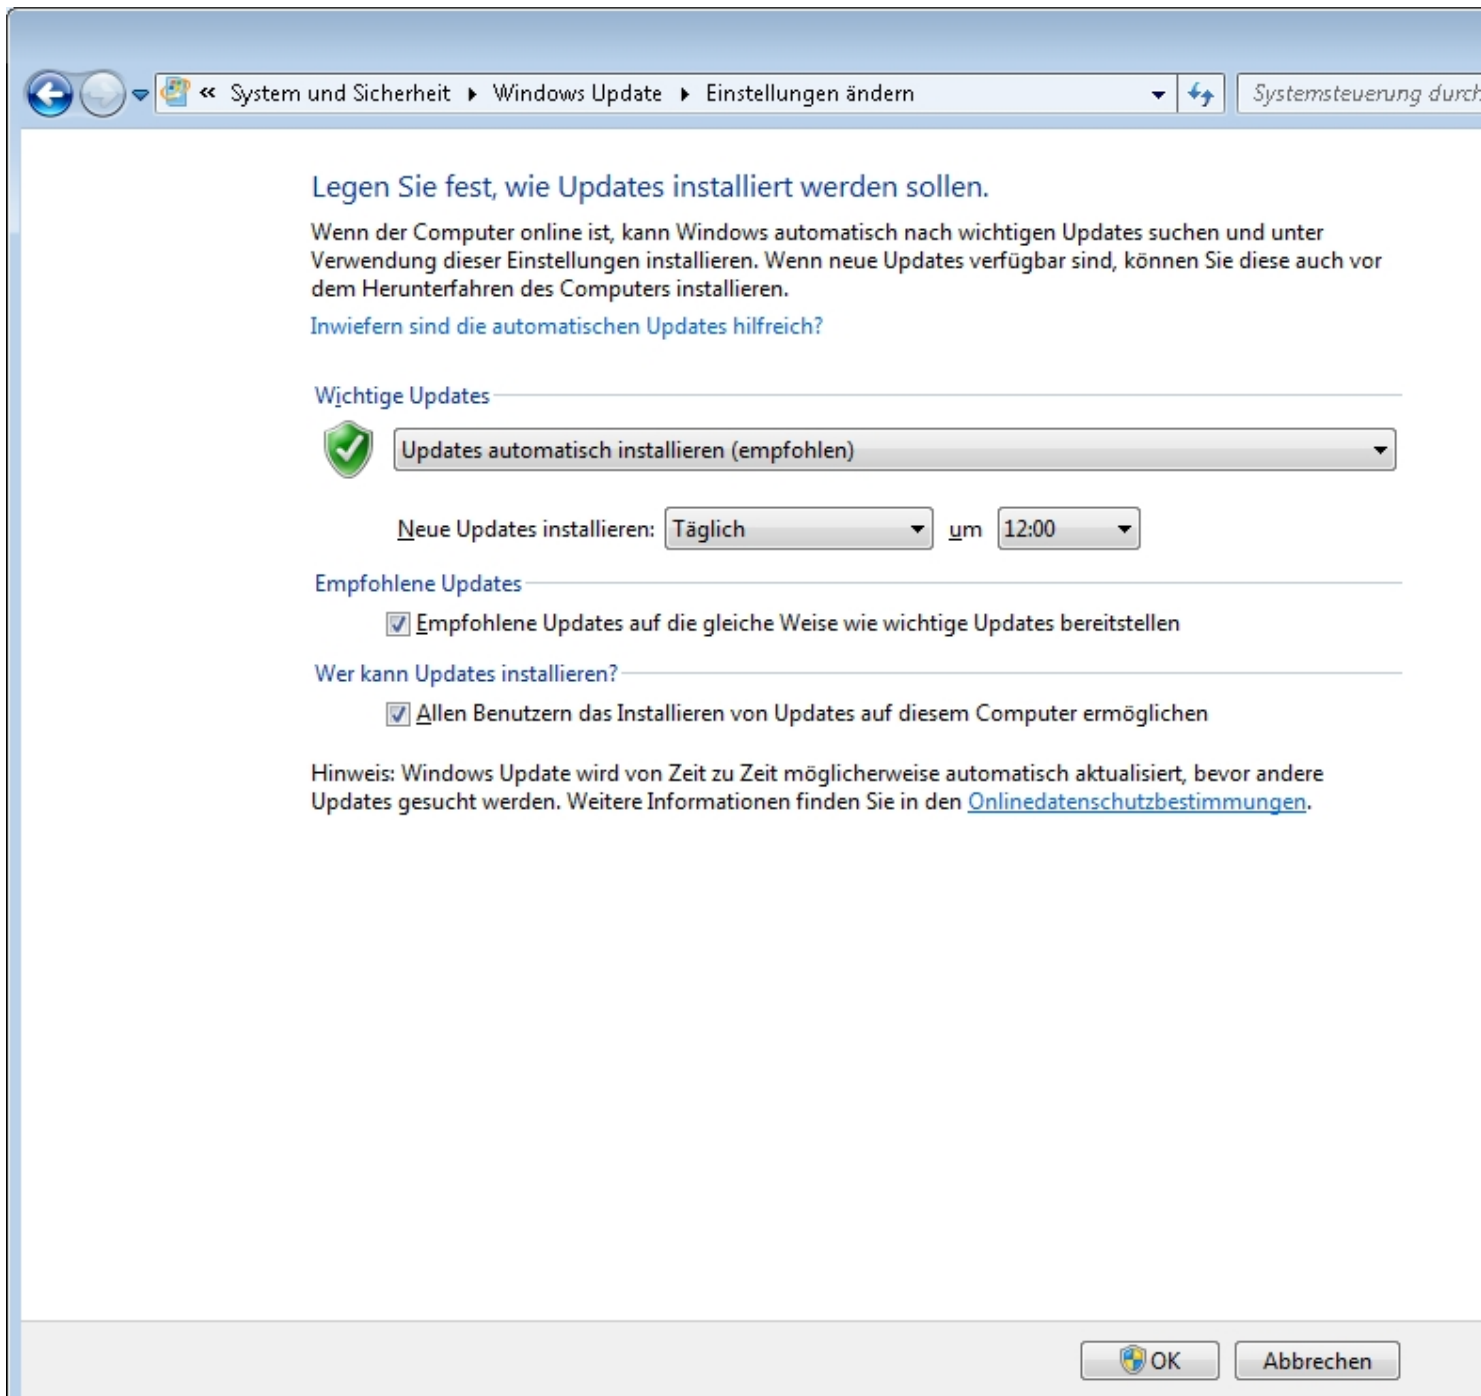 « System und Sicherheit ▸ Windows Update ▸ Einstellungen ändern
Systemsteuerung durch
Legen Sie fest, wie Updates installiert werden sollen.
Wenn der Computer online ist, kann Windows automatisch nach wichtigen Updates suchen und unter
Verwendung dieser Einstellungen installieren. Wenn neue Updates verfügbar sind, können Sie diese auch vor
dem Herunterfahren des Computers installieren.
Inwiefern sind die automatischen Updates hilfreich?
Wichtige Updates
Updates automatisch installieren (empfohlen)
Neue Updates installieren: Täglich um 12:00
Empfohlene Updates
Empfohlene Updates auf die gleiche Weise wie wichtige Updates bereitstellen
Wer kann Updates installieren?
Allen Benutzern das Installieren von Updates auf diesem Computer ermöglichen
Hinweis: Windows Update wird von Zeit zu Zeit möglicherweise automatisch aktualisiert, bevor andere
Updates gesucht werden. Weitere Informationen finden Sie in den Onlinedatenschutzbestimmungen.
OK Abbrechen